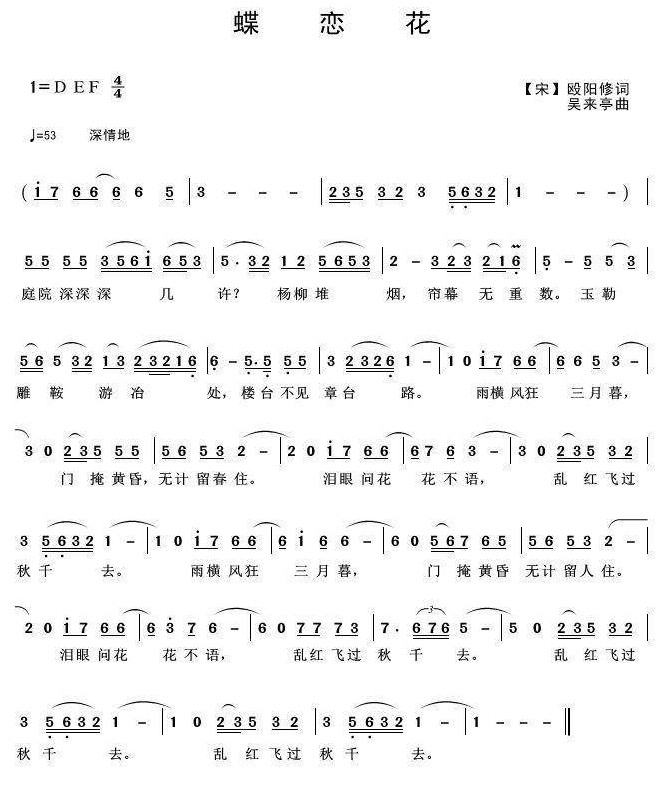 蝶 恋 花
1=D E F 4/4
【宋】殴阳修词
吴来亭曲
♩=53 深情地
(i 7 6 6 6 6 6 5 | 3 - - - | 2 3 5 3 2 3 5 6 3 2 | 1 - - - )
5 5 5 5 3 5 6 i 6 5 3 | 5 · 3 2 1 2 5 6 5 3 | 2 - 3 2 3 2 1 6 | 5 - 5 5 3
庭院 深深 深 几 许? 杨柳 堆 烟, 帘幕 无 重 数。 玉 勒
5 6 5 3 2 1 3 2 3 2 1 6 | 6 - 5 · 5 5 5 | 3 2 3 2 6 1 - | 1 0 i 7 6 6 | 6 6 5 3 -
雕 鞍 游 冶 处, 楼台 不见 章台 路。 雨横 风狂 三月暮,
3 0 2 3 5 5 5 | 5 6 5 3 2 - | 2 0 i 7 6 6 | 6 7 6 3 - | 3 0 2 3 5 3 2
门 掩 黄昏, 无计 留春 住。 泪眼 问花 花 不 语, 乱 红 飞过
3 5 6 3 2 1 - | 1 0 i 7 6 6 | 6 i 6 6 - | 6 0 5 6 7 6 5 | 5 6 5 3 2 -
秋 千 去。 雨横 风狂 三 月 暮, 门 掩 黄昏 无计 留人 住。
2 0 i 7 6 6 | 6 3 7 6 - | 6 0 7 7 7 3 | 7 · 6 7 6 5 - | 5 0 2 3 5 3 2
泪眼 问花 花 不 语, 乱红 飞过 秋 千 去。 乱 红 飞过
3 5 6 3 2 1 - | 1 0 2 3 5 3 2 | 3 5 6 3 2 1 - | 1 - - - ‖
秋 千 去。 乱 红 飞过 秋 千 去。